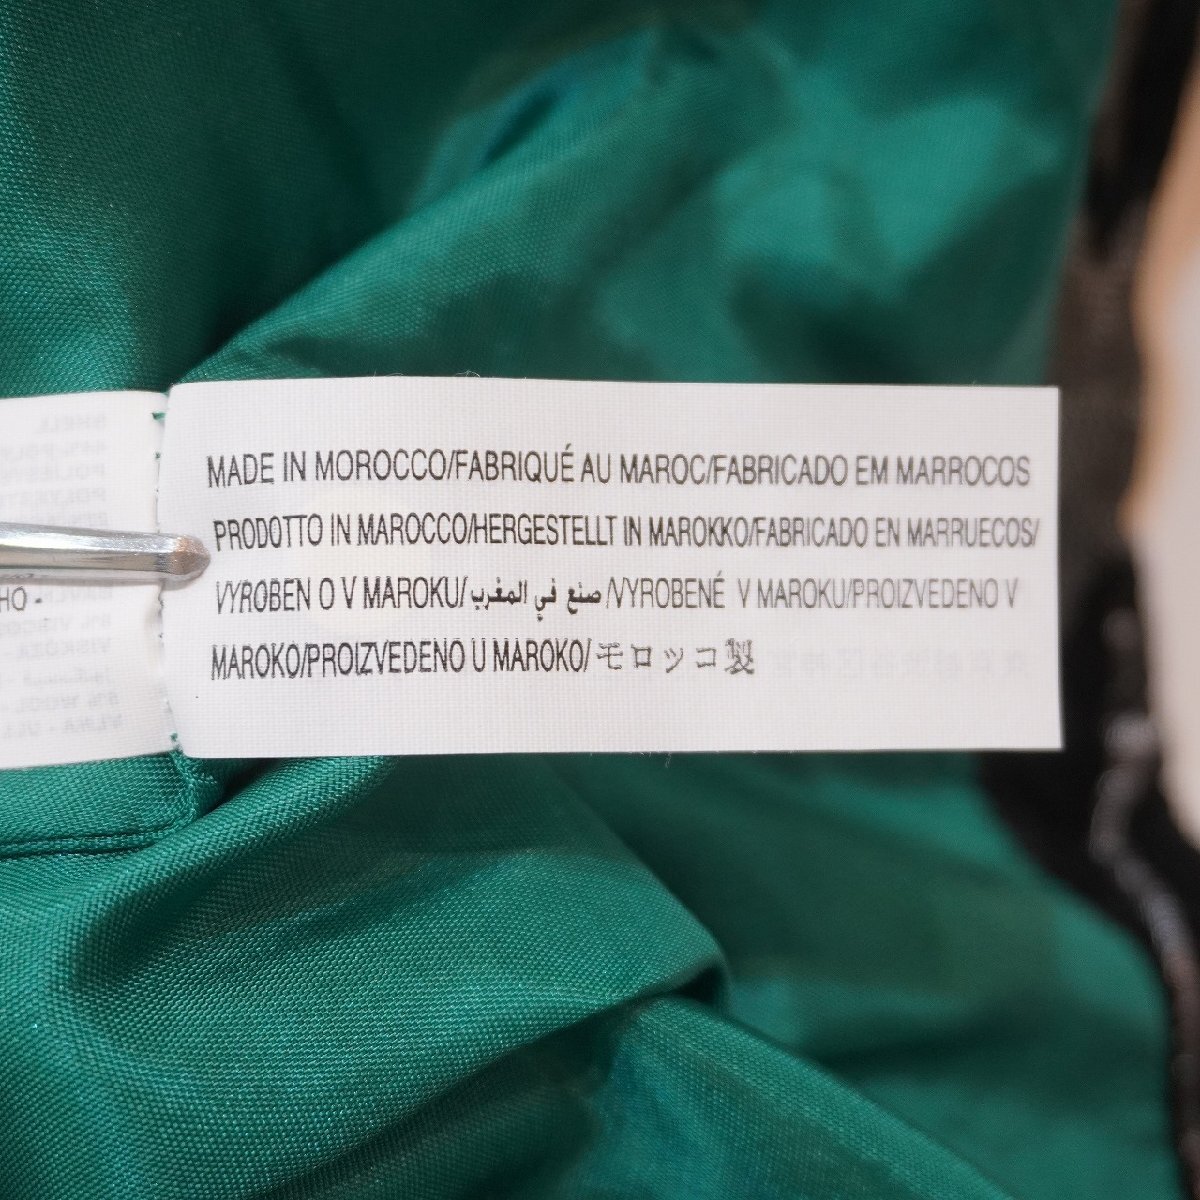 MADE IN MOROCCO/FABRIQUÉ AU MAROC/FABRICADO EM MARROCOS
PRODOTTO IN MAROCCO/HERGESTELLT IN MAROKKO/FABRICADO EN MARRUECOS/
VYROBEN O V MAROKU/صنع في المغرب/VYROBENÉ V MAROKU/PROIZVEDENO V
MAROKO/PROIZVEDENO U MAROKO/モロッコ製
HO -